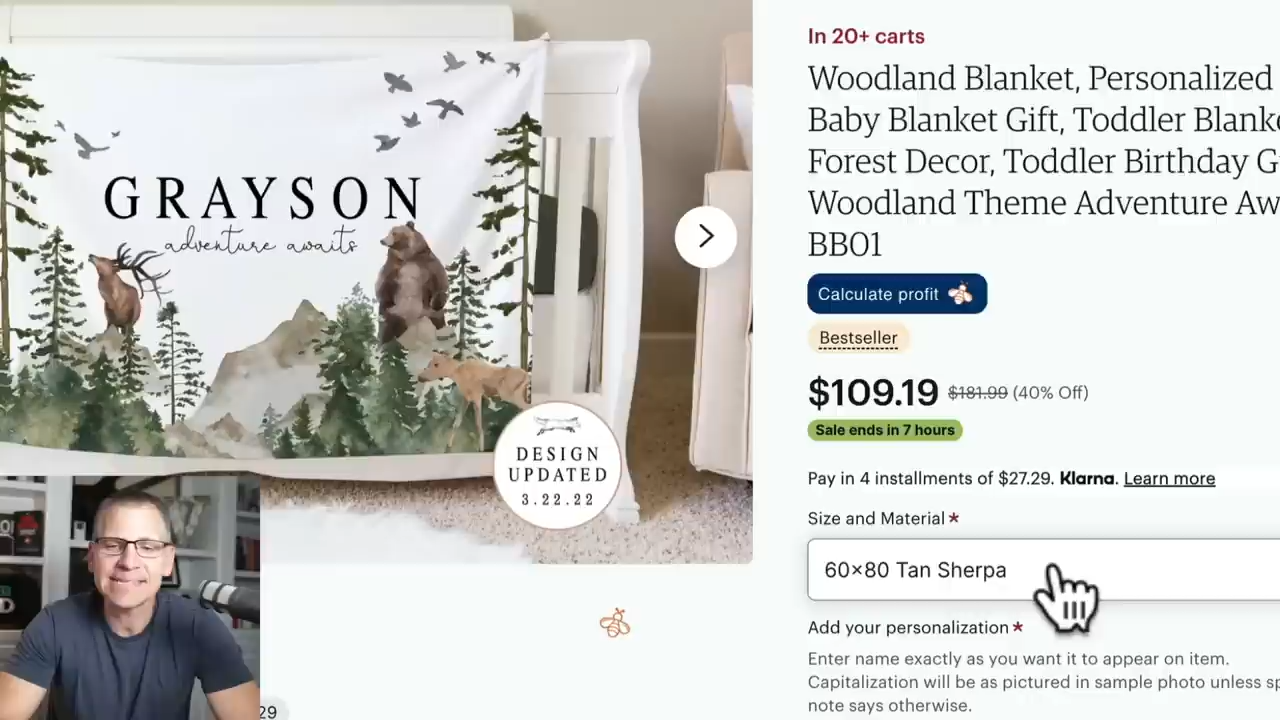 GRAYSON
adventure awaits
DESIGN
UPDATED
3.22.22
29
In 20+ carts
Woodland Blanket, Personalized
Baby Blanket Gift, Toddler Blank
Forest Decor, Toddler Birthday G
Woodland Theme Adventure Aw
BB01
Calculate profit
Bestseller
$109.19 $181.99 (40% Off)
Sale ends in 7 hours
Pay in 4 installments of $27.29. Klarna. Learn more
Size and Material *
60×80 Tan Sherpa
Add your personalization *
Enter name exactly as you want it to appear on item.
Capitalization will be as pictured in sample photo unless sp
note says otherwise.